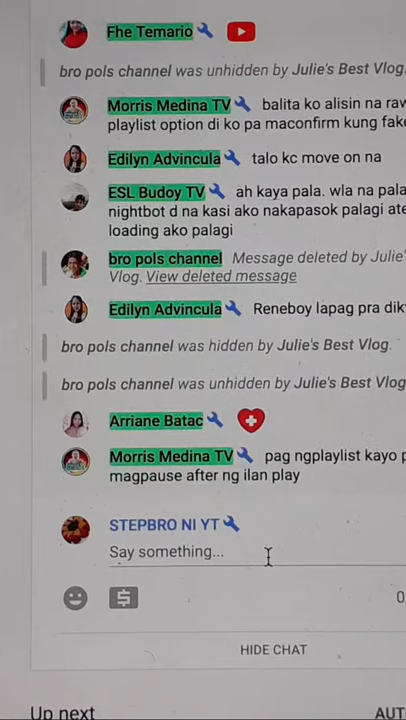 Fhe Temario
bro pols channel was unhidden by Julie's Best Vlog.
Morris Medina TV balita ko alisin na raw
playlist option di ko pa maconfirm kung fake
Edilyn Advincula talo kc move on na
ESL Budoy TV ah kaya pala. wla na pala
nightbot d na kasi ako nakapasok palagi ate
loading ako palagi
bro pols channel Message deleted by Julie'
Vlog. View deleted message
Edilyn Advincula Reneboy lapag pra dik
bro pols channel was hidden by Julie's Best Vlog.
bro pols channel was unhidden by Julie's Best Vlog
Arriane Batac
Morris Medina TV pag ngplaylist kayo p
magpause after ng ilan play
STEPBRO NI YT
Say something...
0
HIDE CHAT
Up next AUT